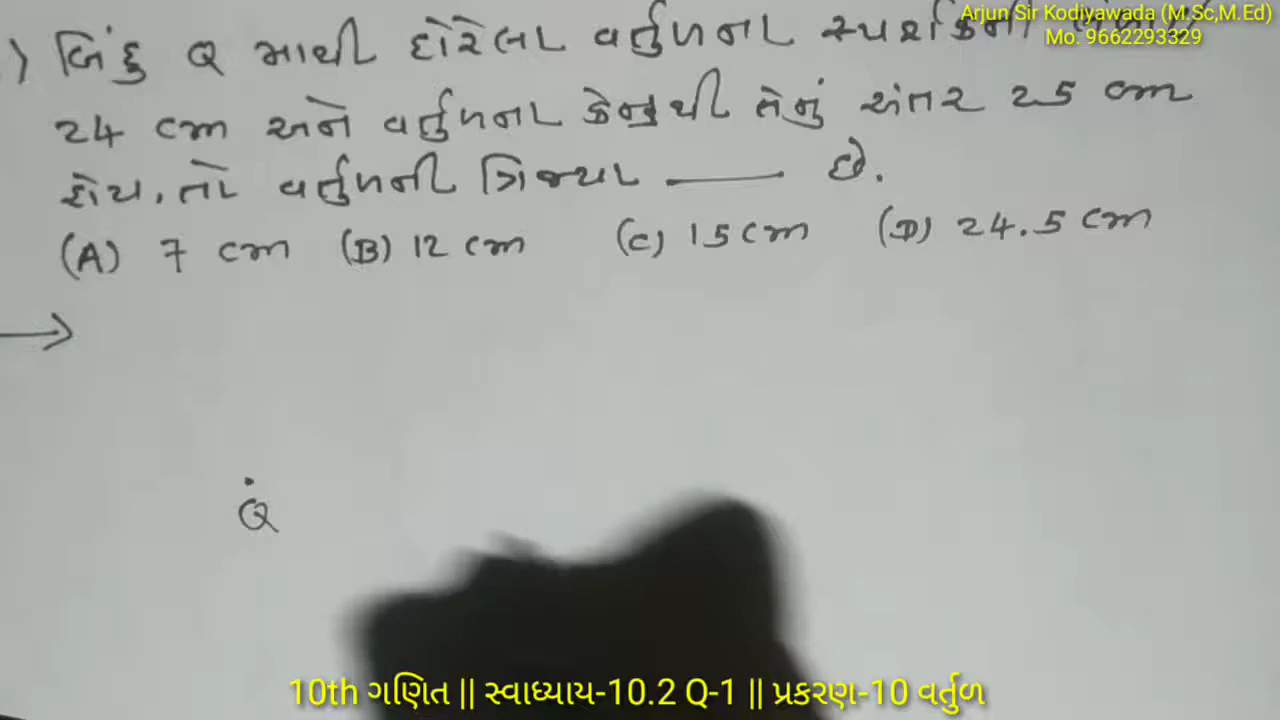 Arjun Sir Kodiyawada (M.Sc,M.Ed)
Mo. 9662293329
) બિંદુ Q માથી દોરેલા વર્તુળના સ્પર્શકની
24 cm અને વર્તુળના કેન્દ્રથી તેનું અંતર 25 cm
હોય, તો વર્તુળની ત્રિજ્યા ___ છે.
(A) 7 cm (B) 12 cm (C) 15 cm (D) 24.5 cm
→
Q
10th ગણિત || સ્વાધ્યાય-10.2 Q-1 || પ્રકરણ-10 વર્તુળ